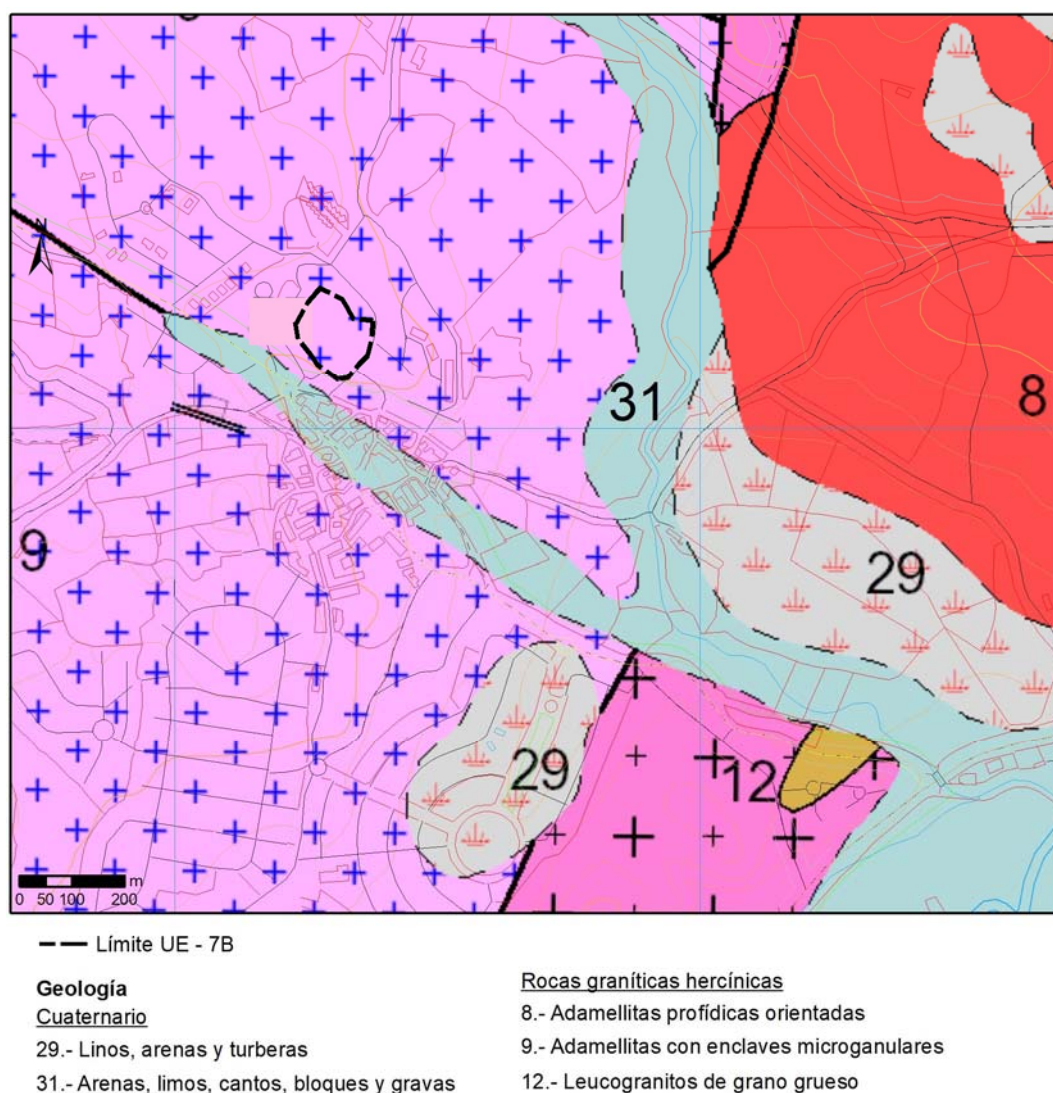 N
31
8
9
29
29
12
m
0 50 100 200
Límite UE - 7B
Geología
Cuaternario
29.- Linos, arenas y turberas
31.- Arenas, limos, cantos, bloques y gravas
Rocas graníticas hercínicas
8.- Adamellitas profídicas orientadas
9.- Adamellitas con enclaves microganulares
12.- Leucogranitos de grano grueso